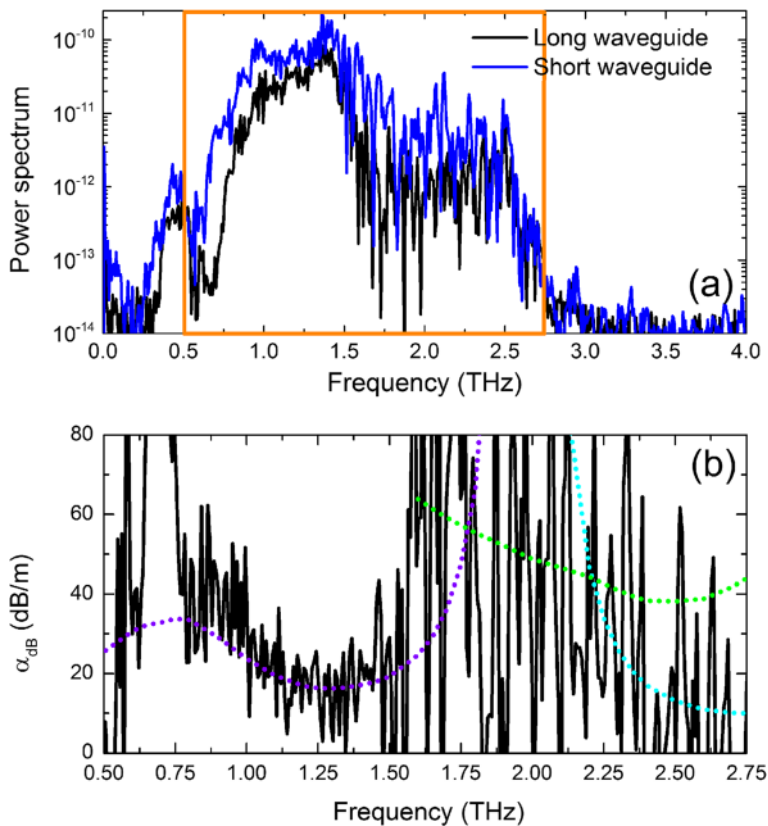 10⁻¹⁰
10⁻¹¹
10⁻¹²
10⁻¹³
10⁻¹⁴
Power spectrum
Long waveguide
Short waveguide
(a)
0.0 0.5 1.0 1.5 2.0 2.5 3.0 3.5 4.0
Frequency (THz)
80
60
40
20
0
α_dB (dB/m)
(b)
0.50 0.75 1.00 1.25 1.50 1.75 2.00 2.25 2.50 2.75
Frequency (THz)